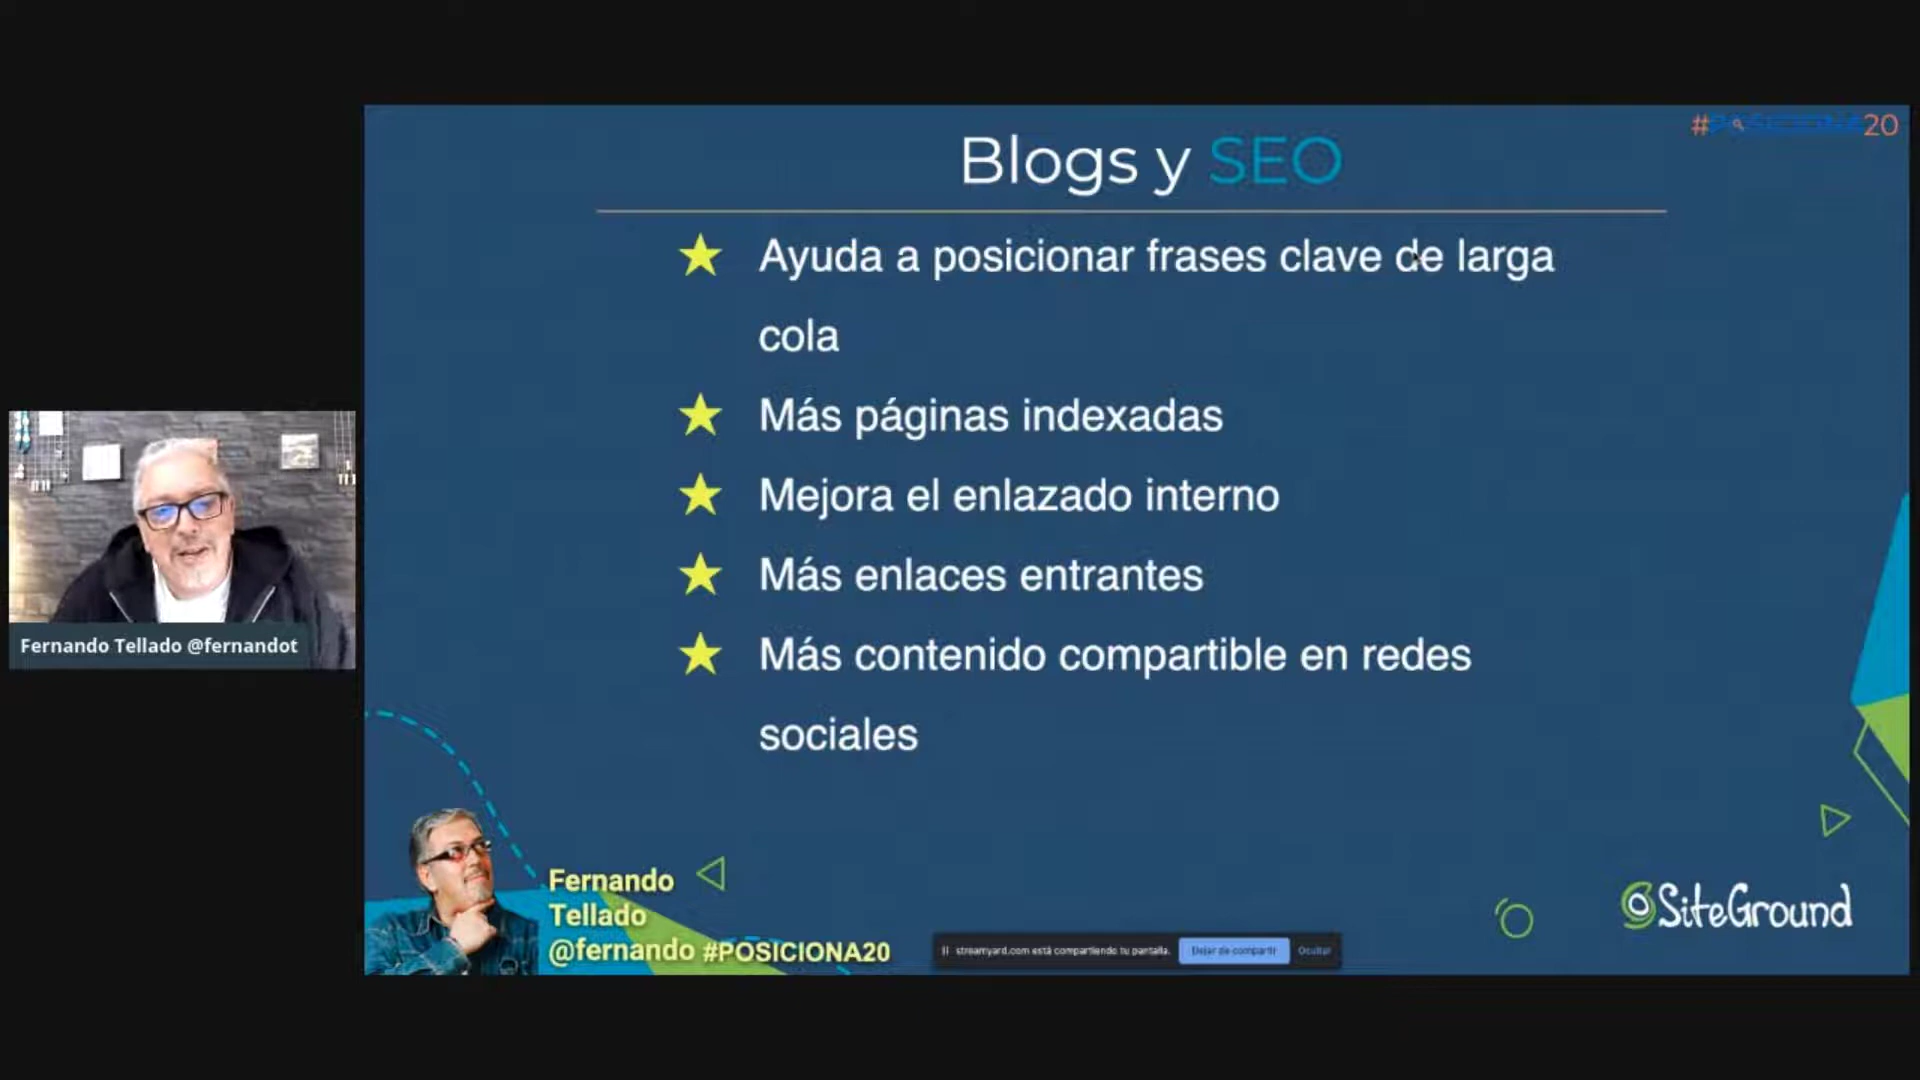 #POSICIONA20
Blogs y SEO
Ayuda a posicionar frases clave de larga
cola
Más páginas indexadas
Mejora el enlazado interno
Más enlaces entrantes
Más contenido compartible en redes
sociales
Fernando Tellado @fernandot
Fernando
Tellado
@fernando #POSICIONA20
streamyard.com está compartiendo tu pantalla. Dejar de compartir Ocultar
SiteGround